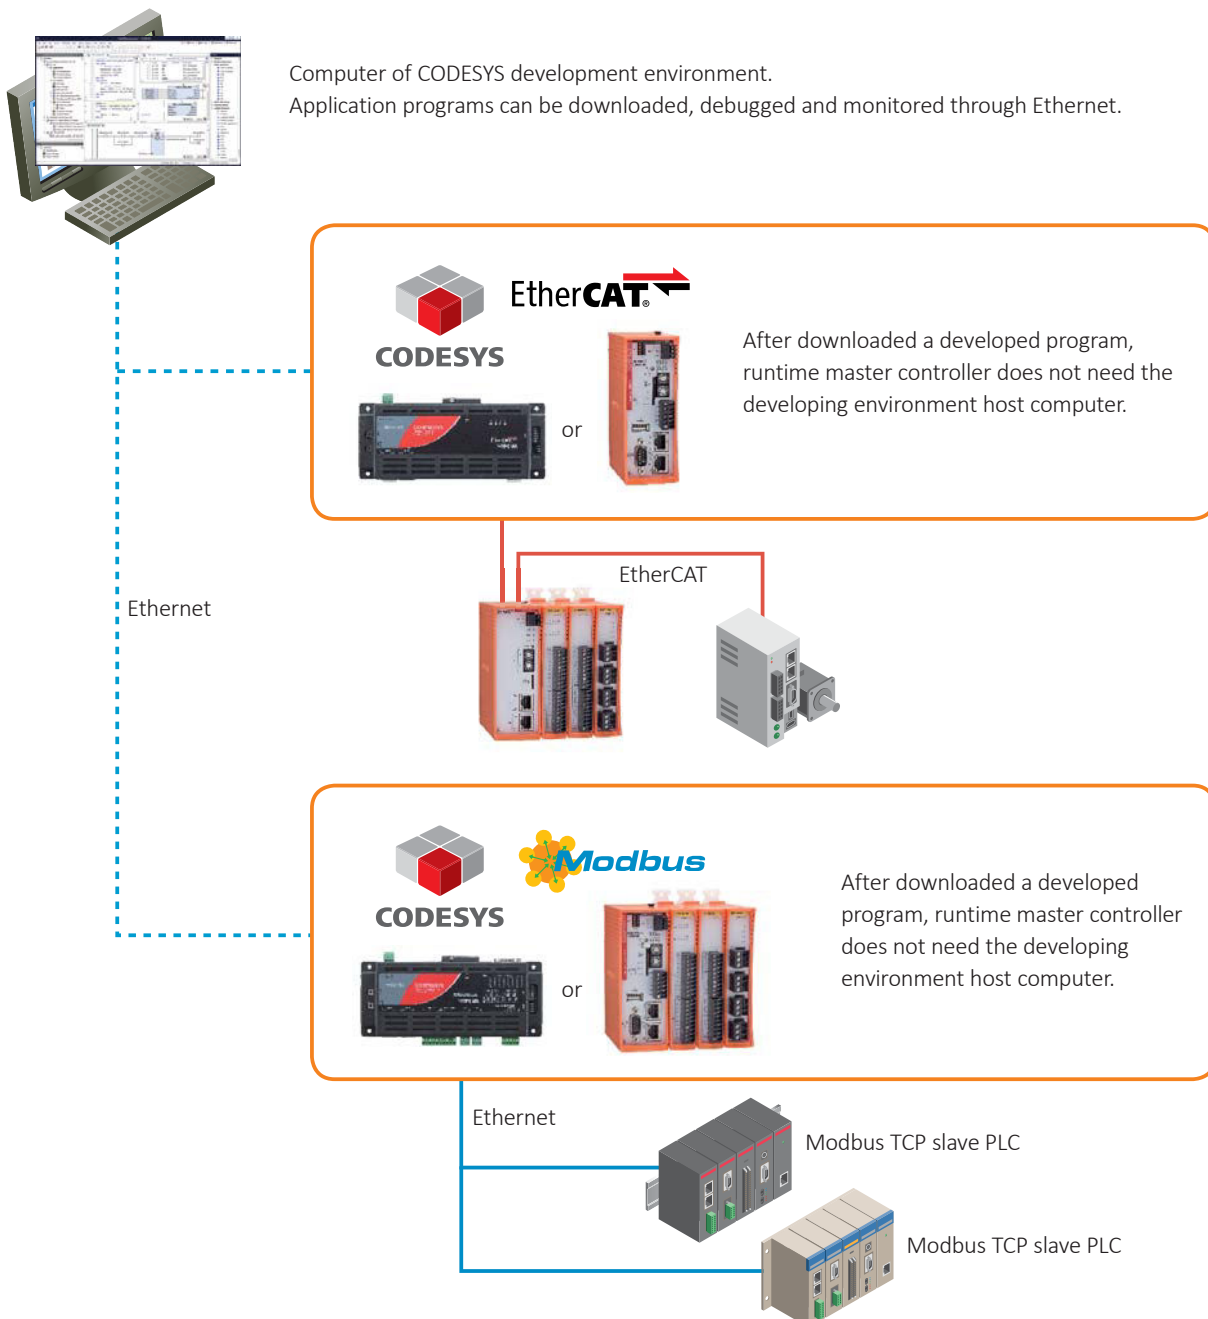 Computer of CODESYS development environment.
Application programs can be downloaded, debugged and monitored through Ethernet.
CODESYS
EtherCAT®
After downloaded a developed program,
runtime master controller does not need the
developing environment host computer.
or
EtherCAT
Ethernet
CODESYS
Modbus
After downloaded a developed
program, runtime master controller
does not need the developing
environment host computer.
or
Ethernet
Modbus TCP slave PLC
Modbus TCP slave PLC